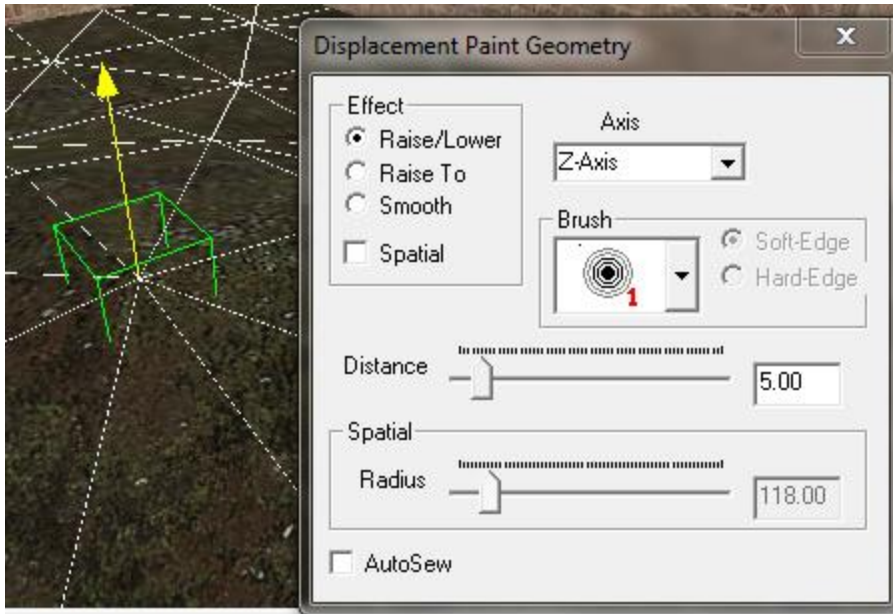 Displacement Paint Geometry
x
Effect
Raise/Lower
Raise To
Smooth
Spatial
Axis
Z-Axis
Brush
1
Soft-Edge
Hard-Edge
Distance
5.00
Spatial
Radius
118.00
AutoSew